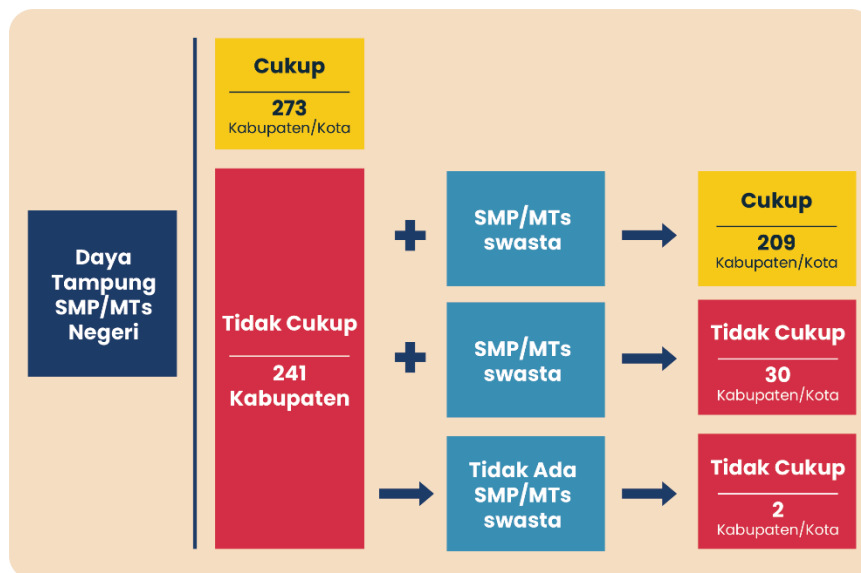 Daya
Tampung
SMP/MTs
Negeri
Cukup
273
Kabupaten/Kota
Tidak Cukup
241
Kabupaten
+
SMP/MTs
swasta
Cukup
209
Kabupaten/Kota
+
SMP/MTs
swasta
Tidak Cukup
30
Kabupaten/Kota
Tidak Ada
SMP/MTs
swasta
Tidak Cukup
2
Kabupaten/Kota